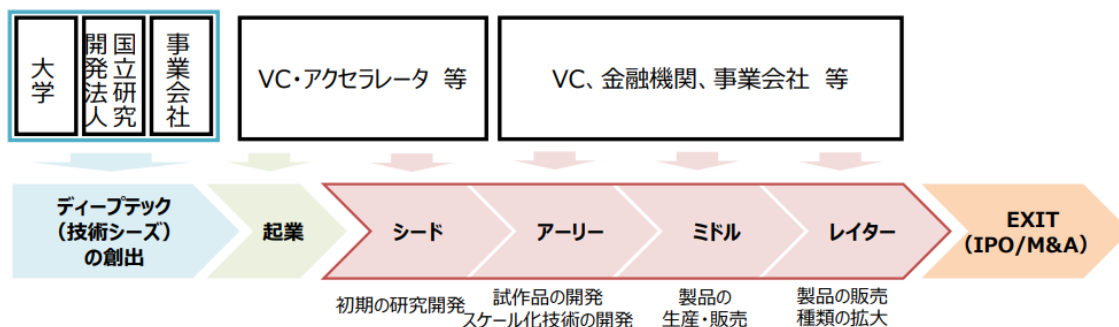 大学
国立研究
開発法人
事業会社
VC・アクセラレータ 等
VC、金融機関、事業会社 等
ディープテック
(技術シーズ)
の創出
起業
シード
アーリー
ミドル
レイター
EXIT
(IPO/M&A)
初期の研究開発
試作品の開発
スケール化技術の開発
製品の
生産・販売
製品の販売
種類の拡大